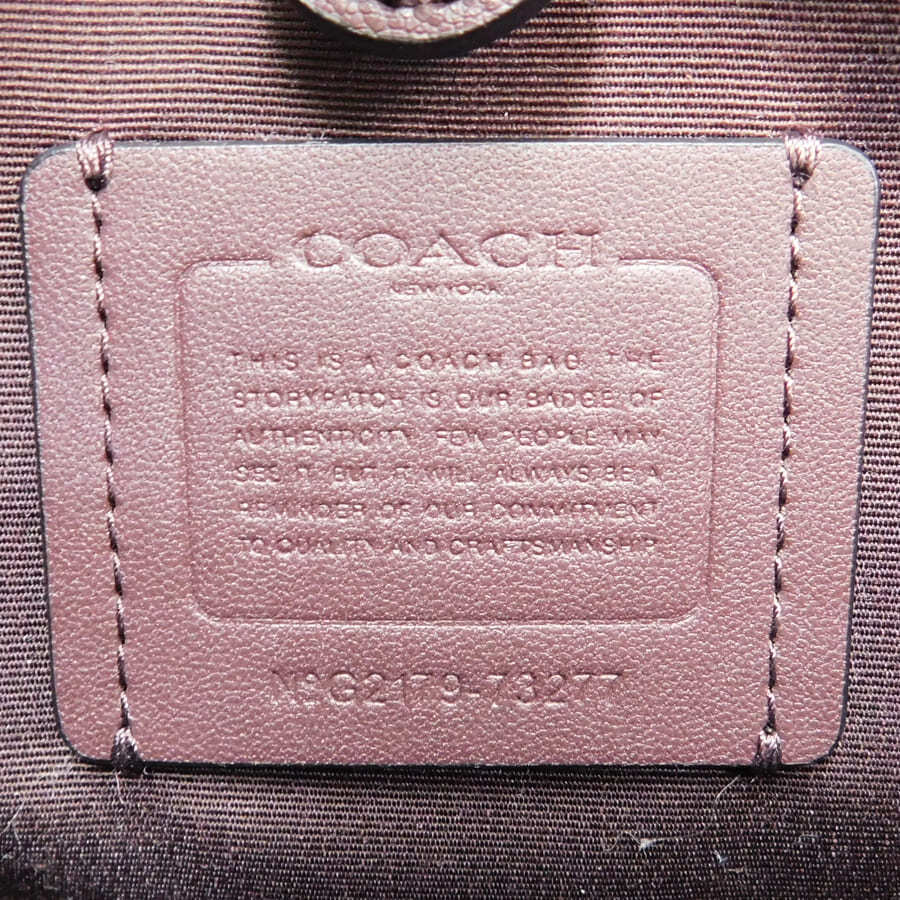 COACH
NEW YORK
THIS IS A COACH BAG. THE
STORYPATCH IS OUR BADGE OF
AUTHENTICITY. FEW PEOPLE MAY
SEE IT BUT IT WILL ALWAYS BE A
REMINDER OF OUR COMMITMENT
TO QUALITY AND CRAFTSMANSHIP.
Nº G2179-73277